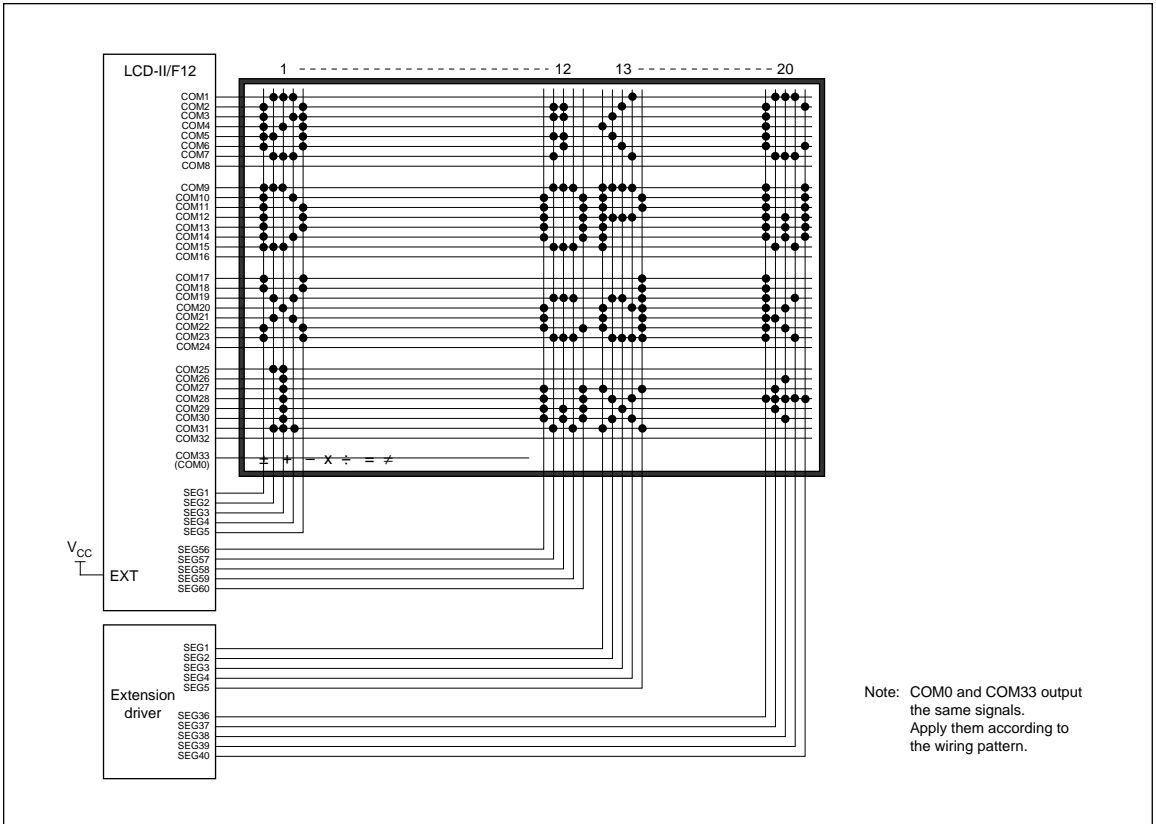 LCD-II/F12
1 12 13 20
COM1
COM2
COM3
COM4
COM5
COM6
COM7
COM8
COM9
COM10
COM11
COM12
COM13
COM14
COM15
COM16
COM17
COM18
COM19
COM20
COM21
COM22
COM23
COM24
COM25
COM26
COM27
COM28
COM29
COM30
COM31
COM32
COM33
(COM0)
± + − x ÷ = ≠
SEG1
SEG2
SEG3
SEG4
SEG5
SEG56
SEG57
SEG58
SEG59
SEG60
VCC
EXT
SEG1
SEG2
SEG3
SEG4
SEG5
Extension
driver
SEG36
SEG37
SEG38
SEG39
SEG40
Note: COM0 and COM33 output
the same signals.
Apply them according to
the wiring pattern.